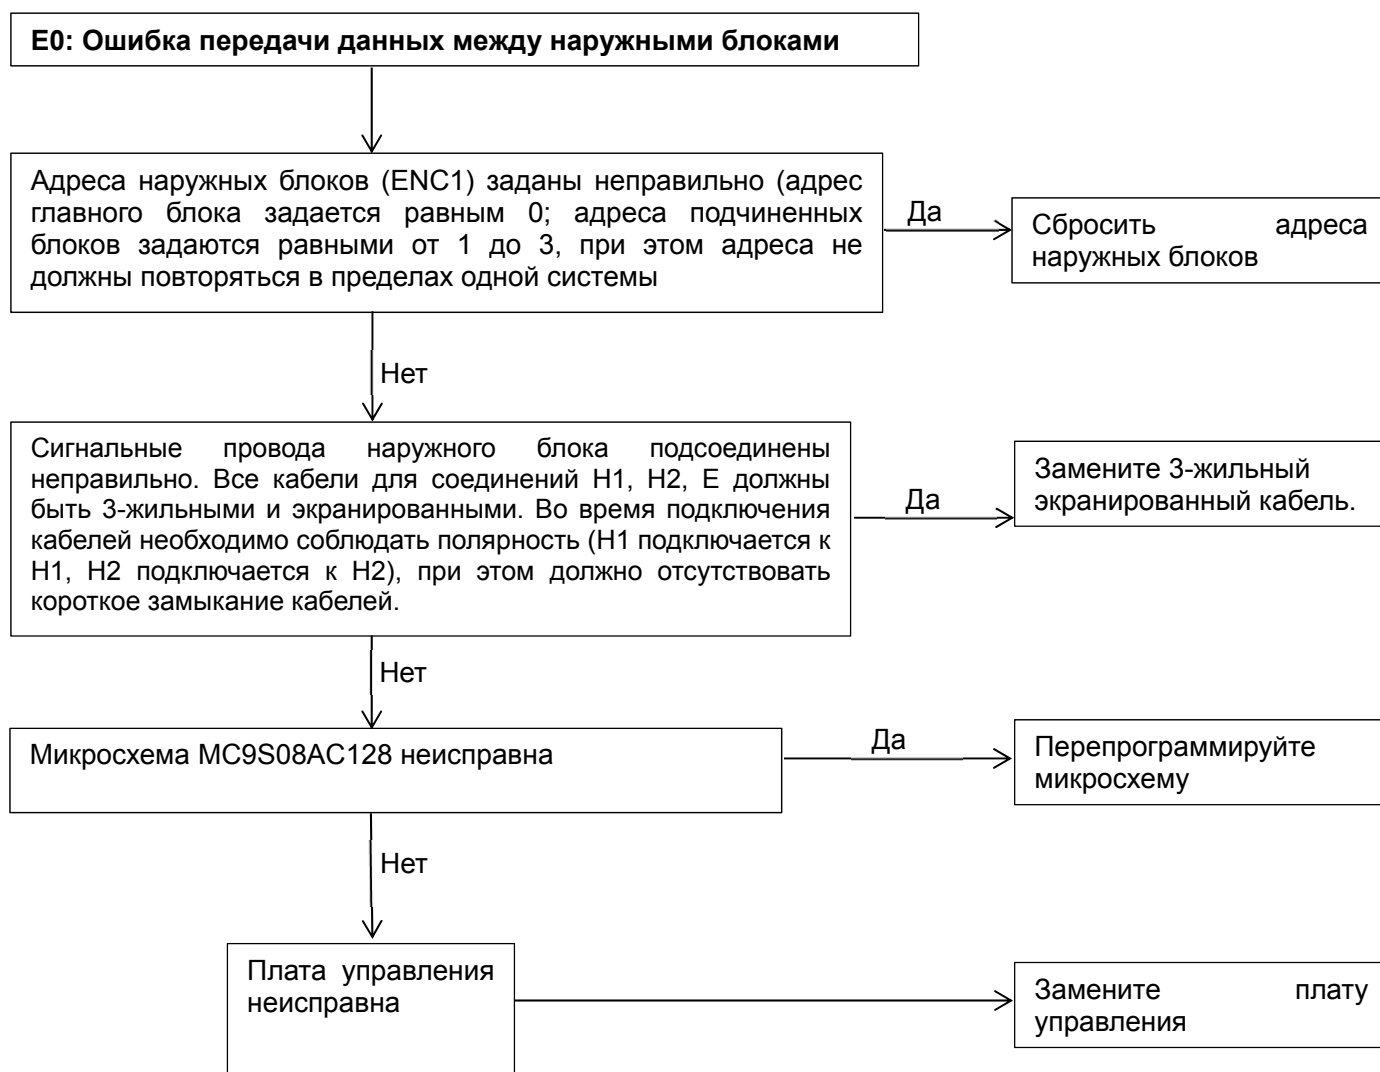 E0: Ошибка передачи данных между наружными блоками
Адреса наружных блоков (ENC1) заданы неправильно (адрес
главного блока задается равным 0; адреса подчиненных
блоков задаются равными от 1 до 3, при этом адреса не
должны повторяться в пределах одной системы
Да
Сбросить адреса
наружных блоков
Нет
Сигнальные провода наружного блока подсоединены
неправильно. Все кабели для соединений H1, H2, E должны
быть 3-жильными и экранированными. Во время подключения
кабелей необходимо соблюдать полярность (H1 подключается к
H1, H2 подключается к H2), при этом должно отсутствовать
короткое замыкание кабелей.
Да
Замените 3-жильный
экранированный кабель.
Нет
Микросхема MC9S08AC128 неисправна
Да
Перепрограммируйте
микросхему
Нет
Плата управления
неисправна
Замените плату
управления